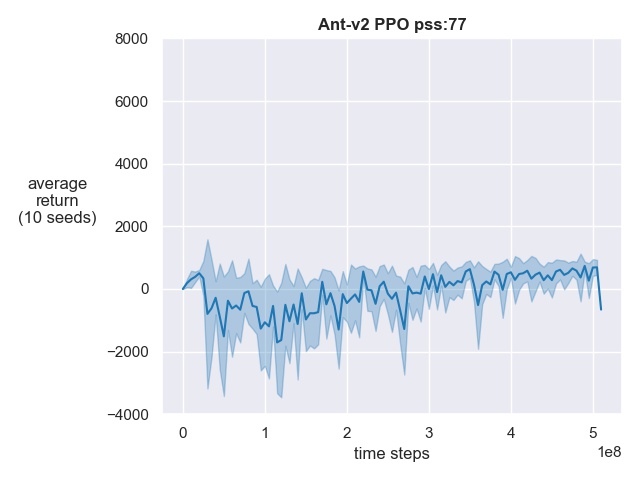 Ant-v2 PPO pss:77
8000
6000
4000
2000
0
−2000
−4000
average
return
(10 seeds)
0 1 2 3 4 5
1e8
time steps